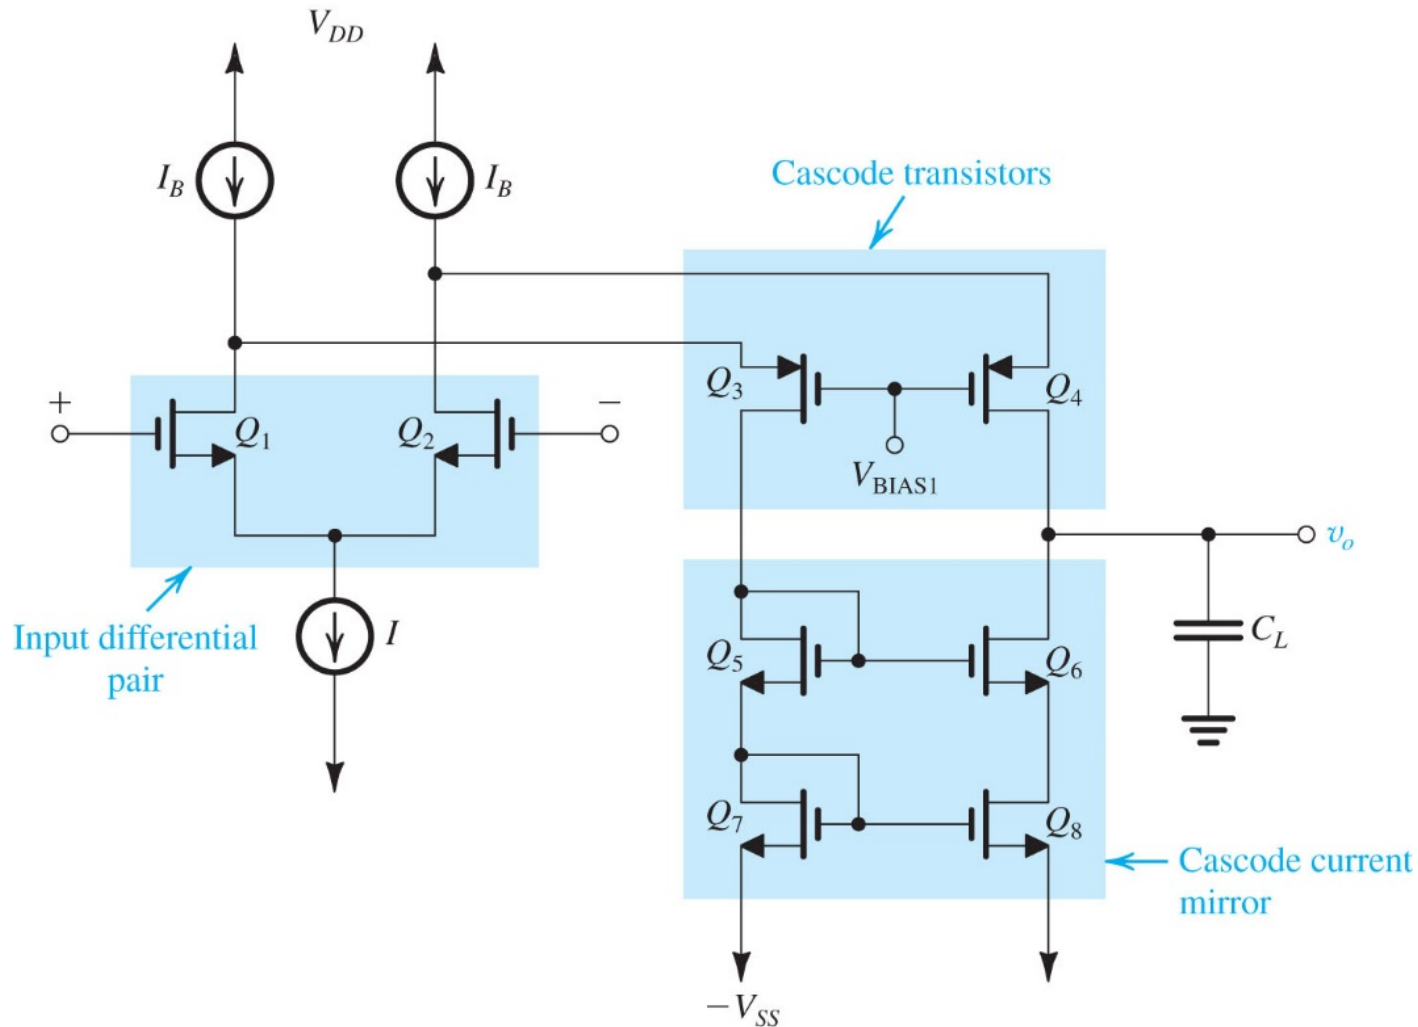 V_DD
I_B
I_B
Cascode transistors
+
Q_1
Q_2
−
Q_3
Q_4
V_BIAS1
v_o
Input differential
pair
I
Q_5
Q_6
C_L
Q_7
Q_8
Cascode current
mirror
−V_SS